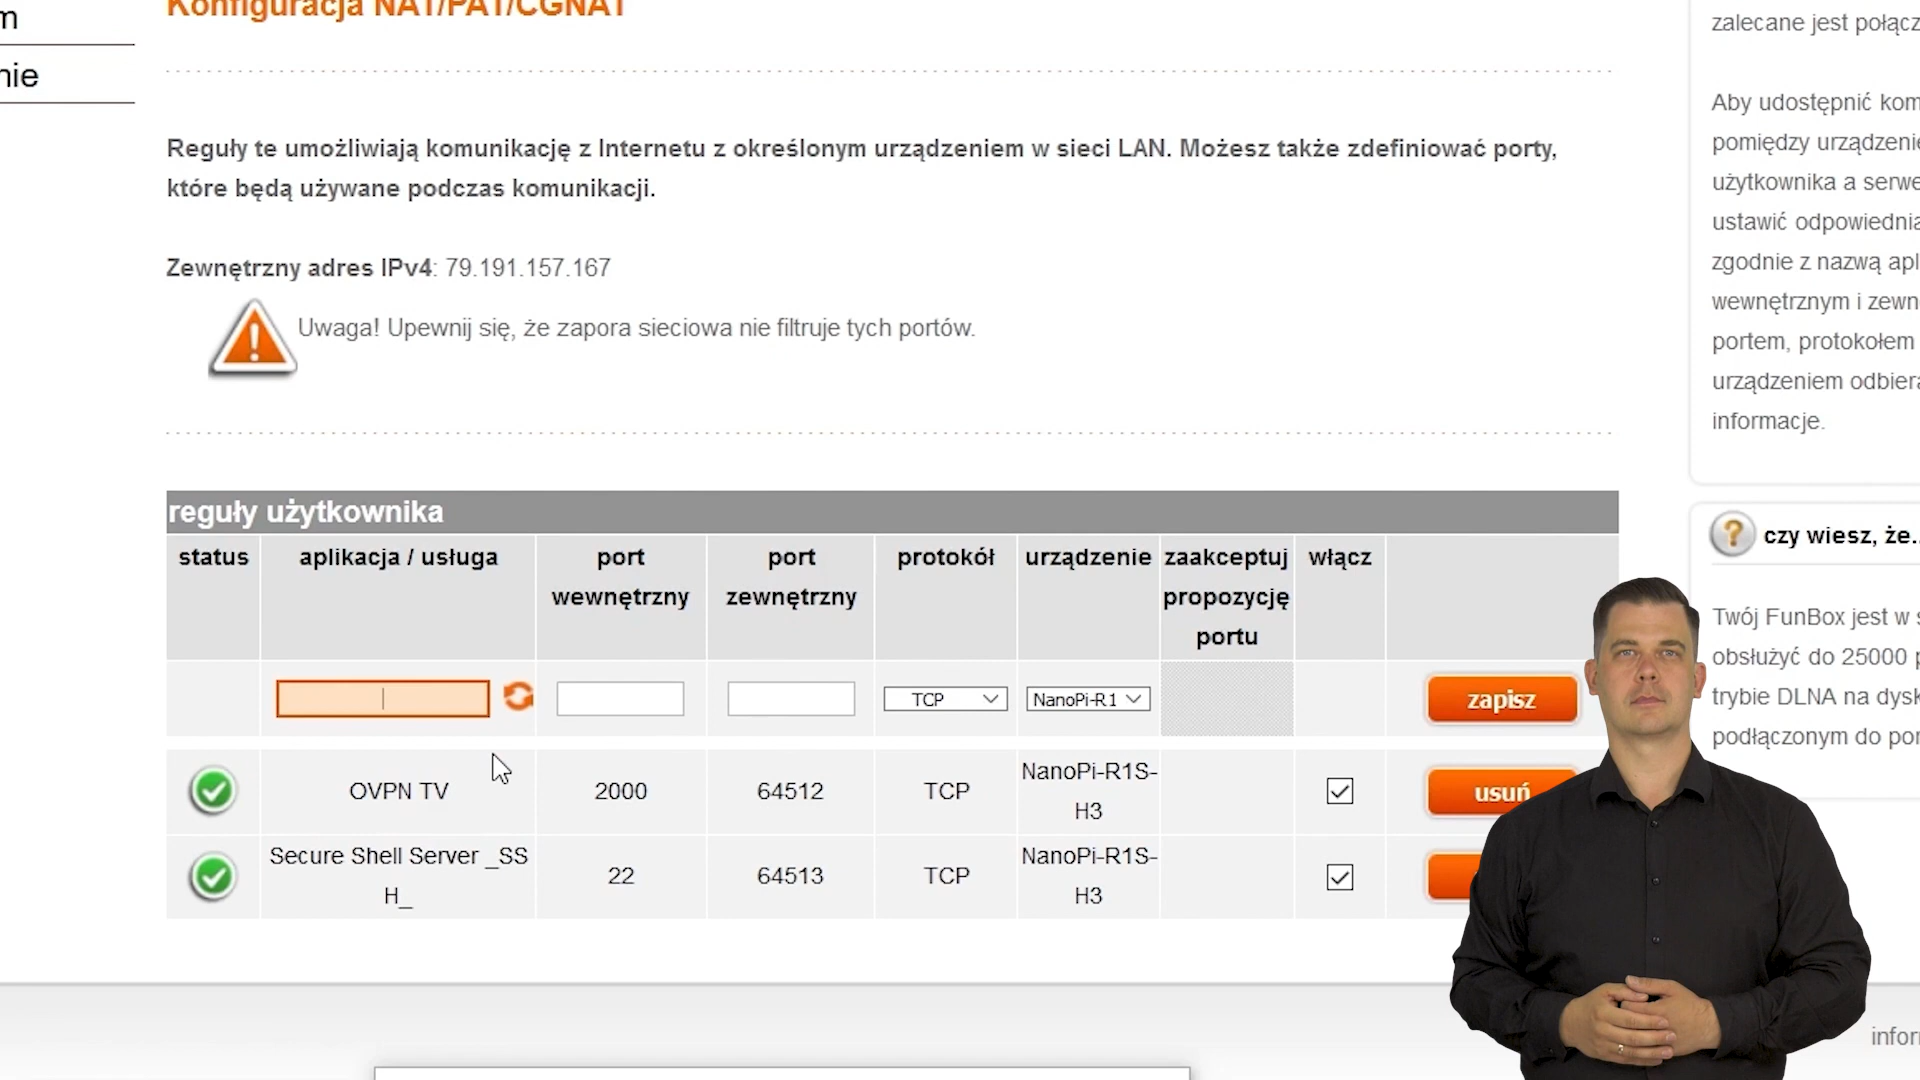 m
nie
Konfiguracja NAT/PAT/CGNAT
Reguły te umożliwiają komunikację z Internetu z określonym urządzeniem w sieci LAN. Możesz także zdefiniować porty,
które będą używane podczas komunikacji.
Zewnętrzny adres IPv4: 79.191.157.167
Uwaga! Upewnij się, że zapora sieciowa nie filtruje tych portów.
reguły użytkownika
status aplikacja / usługa port wewnętrzny port zewnętrzny protokół urządzenie zaakceptuj propozycję portu włącz
TCP NanoPi-R1 zapisz
OVPN TV 2000 64512 TCP NanoPi-R1S-
H3 usuń
Secure Shell Server _SS
H_ 22 64513 TCP NanoPi-R1S-
H3
zalecane jest połącz
Aby udostępnić kom
pomiędzy urządzenie
użytkownika a serwe
ustawić odpowiednia
zgodnie z nazwą apl
wewnętrznym i zewn
portem, protokołem
urządzeniem odbiera
informacje.
czy wiesz, że..
Twój FunBox jest w s
obsłużyć do 25000 p
trybie DLNA na dysk
podłączonym do por
infor